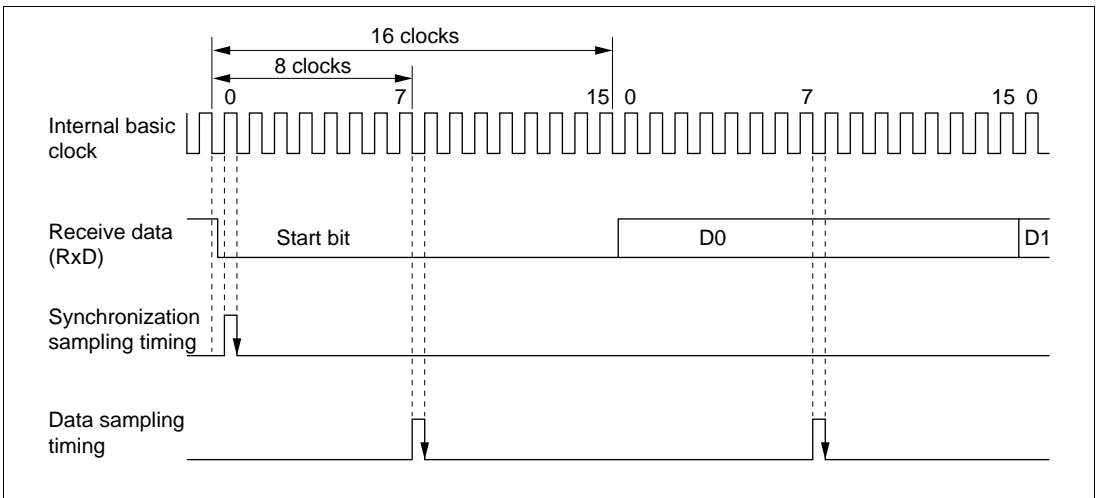 16 clocks
8 clocks
0 7 15 0 7 15 0
Internal basic
clock
Receive data
(RxD)
Start bit D0 D1
Synchronization
sampling timing
Data sampling
timing